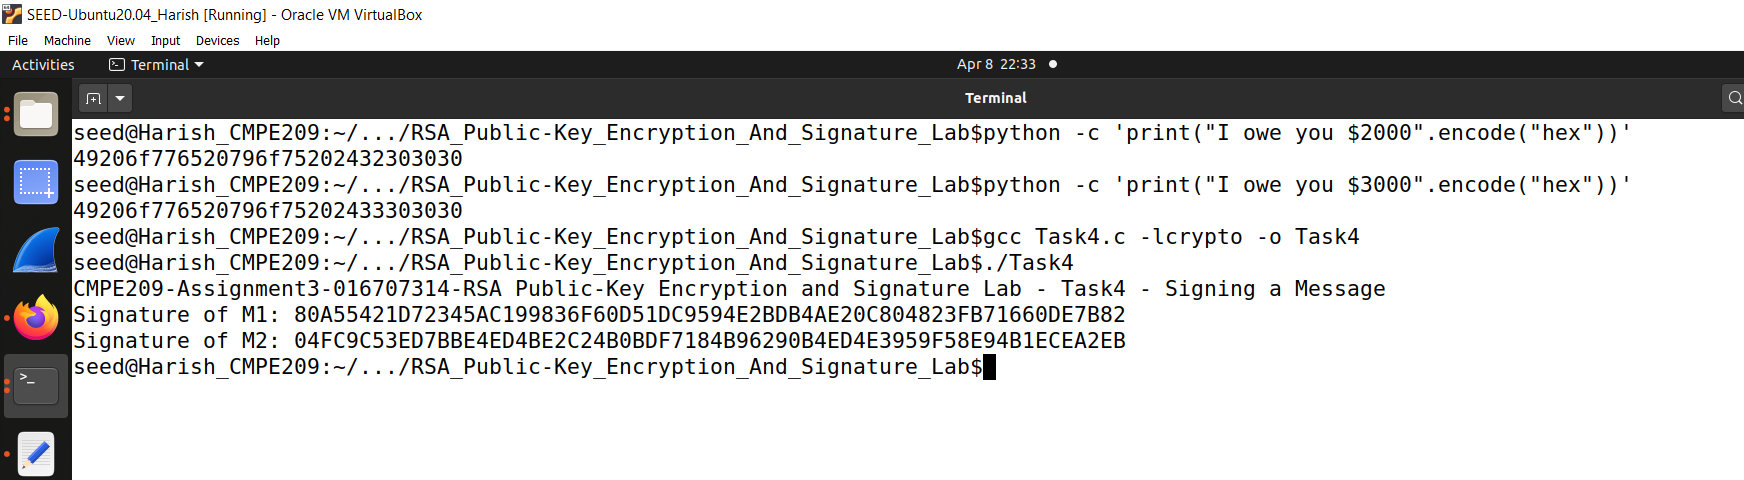 SEED-Ubuntu20.04_Harish [Running] - Oracle VM VirtualBox
File Machine View Input Devices Help
Activities Terminal Apr 8 22:33
Terminal
seed@Harish_CMPE209:~/.../RSA_Public-Key_Encryption_And_Signature_Lab$python -c 'print("I owe you $2000".encode("hex"))'
49206f776520796f75202432303030
seed@Harish_CMPE209:~/.../RSA_Public-Key_Encryption_And_Signature_Lab$python -c 'print("I owe you $3000".encode("hex"))'
49206f776520796f75202433303030
seed@Harish_CMPE209:~/.../RSA_Public-Key_Encryption_And_Signature_Lab$gcc Task4.c -lcrypto -o Task4
seed@Harish_CMPE209:~/.../RSA_Public-Key_Encryption_And_Signature_Lab$./Task4
CMPE209-Assignment3-016707314-RSA Public-Key Encryption and Signature Lab - Task4 - Signing a Message
Signature of M1: 80A55421D72345AC199836F60D51DC9594E2BDB4AE20C804823FB71660DE7B82
Signature of M2: 04FC9C53ED7BBE4ED4BE2C24B0BDF7184B96290B4ED4E3959F58E94B1ECEA2EB
seed@Harish_CMPE209:~/.../RSA_Public-Key_Encryption_And_Signature_Lab$